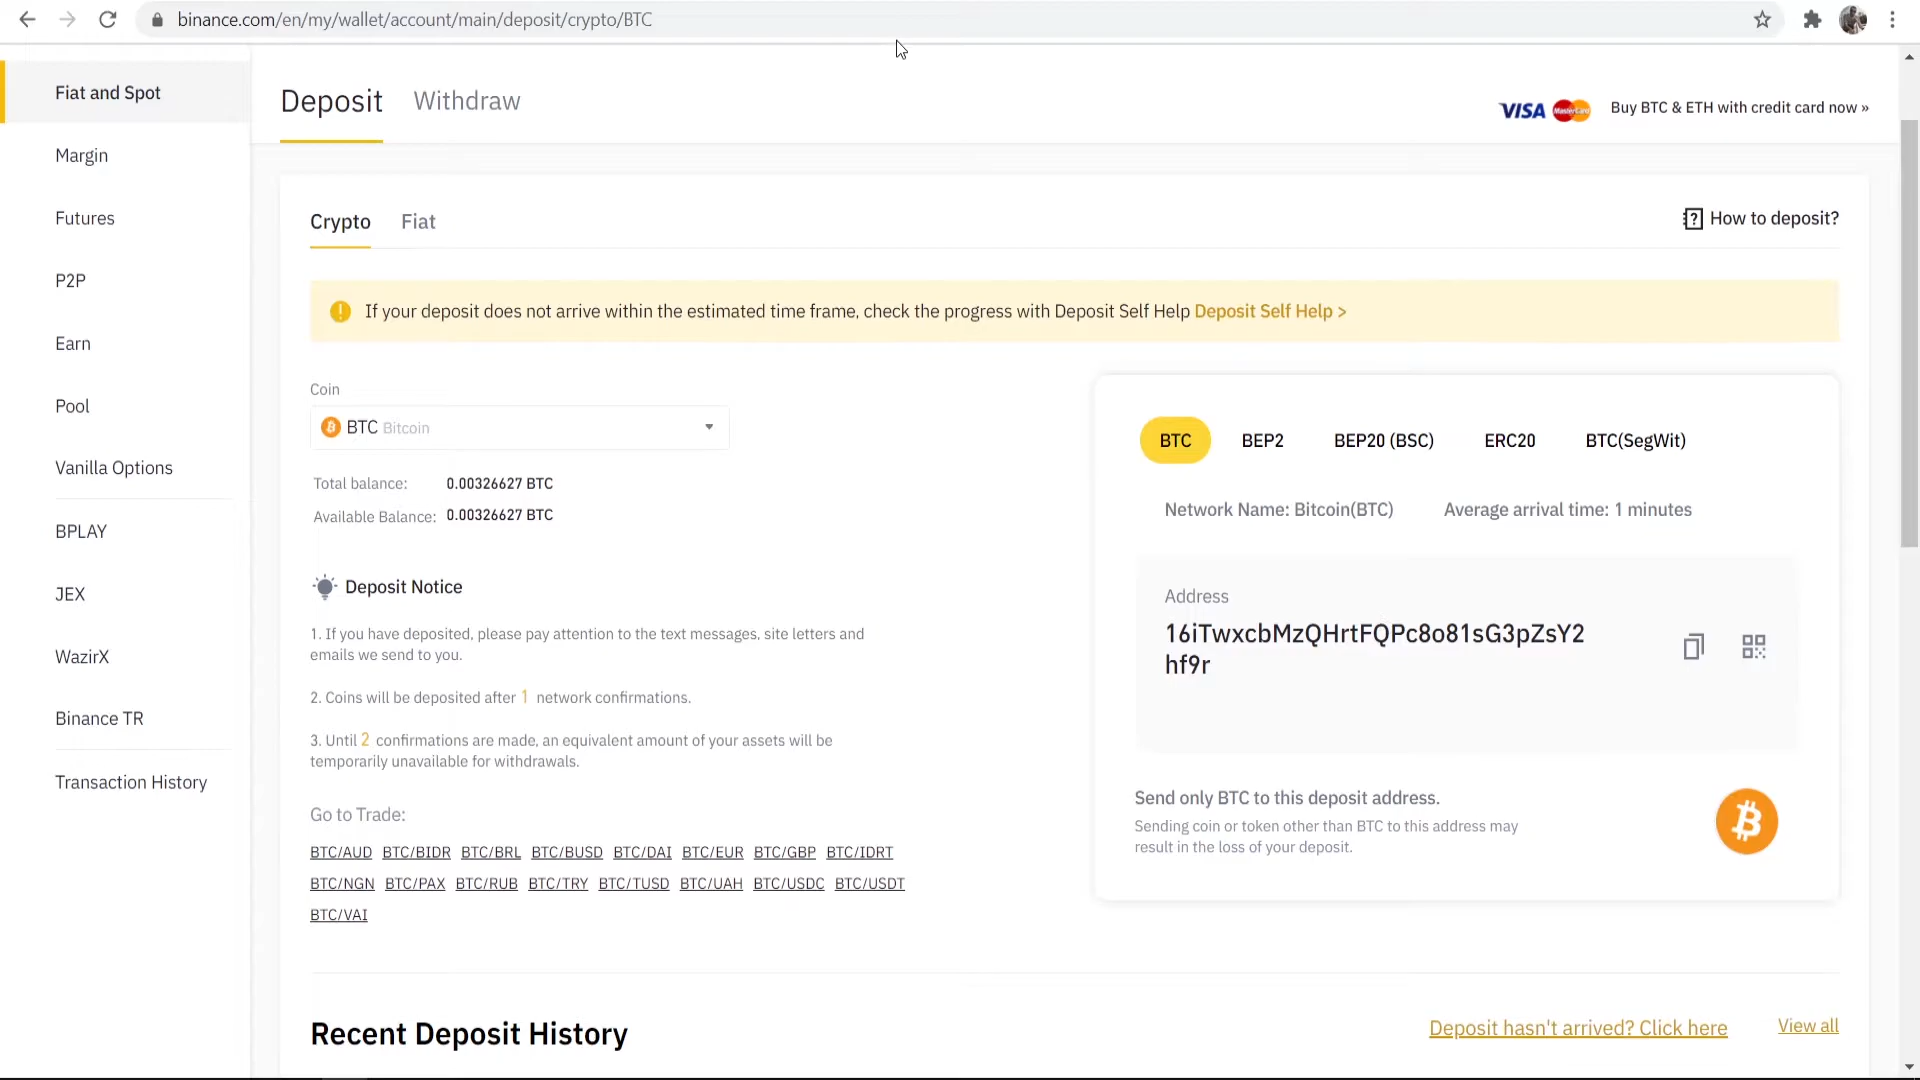 binance.com/en/my/wallet/account/main/deposit/crypto/BTC
Fiat and Spot
Margin
Futures
P2P
Earn
Pool
Vanilla Options
BPLAY
JEX
WazirX
Binance TR
Transaction History
Deposit Withdraw
VISA MasterCard Buy BTC & ETH with credit card now »
Crypto Fiat
How to deposit?
If your deposit does not arrive within the estimated time frame, check the progress with Deposit Self Help Deposit Self Help >
Coin
BTC Bitcoin
Total balance: 0.00326627 BTC
Available Balance: 0.00326627 BTC
Deposit Notice
1. If you have deposited, please pay attention to the text messages, site letters and
emails we send to you.
2. Coins will be deposited after 1 network confirmations.
3. Until 2 confirmations are made, an equivalent amount of your assets will be
temporarily unavailable for withdrawals.
Go to Trade:
BTC/AUD BTC/BIDR BTC/BRL BTC/BUSD BTC/DAI BTC/EUR BTC/GBP BTC/IDRT
BTC/NGN BTC/PAX BTC/RUB BTC/TRY BTC/TUSD BTC/UAH BTC/USDC BTC/USDT
BTC/VAI
BTC BEP2 BEP20 (BSC) ERC20 BTC(SegWit)
Network Name: Bitcoin(BTC) Average arrival time: 1 minutes
Address
16iTwxcbMzQHrtFQPc8o81sG3pZsY2
hf9r
Send only BTC to this deposit address.
Sending coin or token other than BTC to this address may
result in the loss of your deposit.
Recent Deposit History
Deposit hasn't arrived? Click here View all